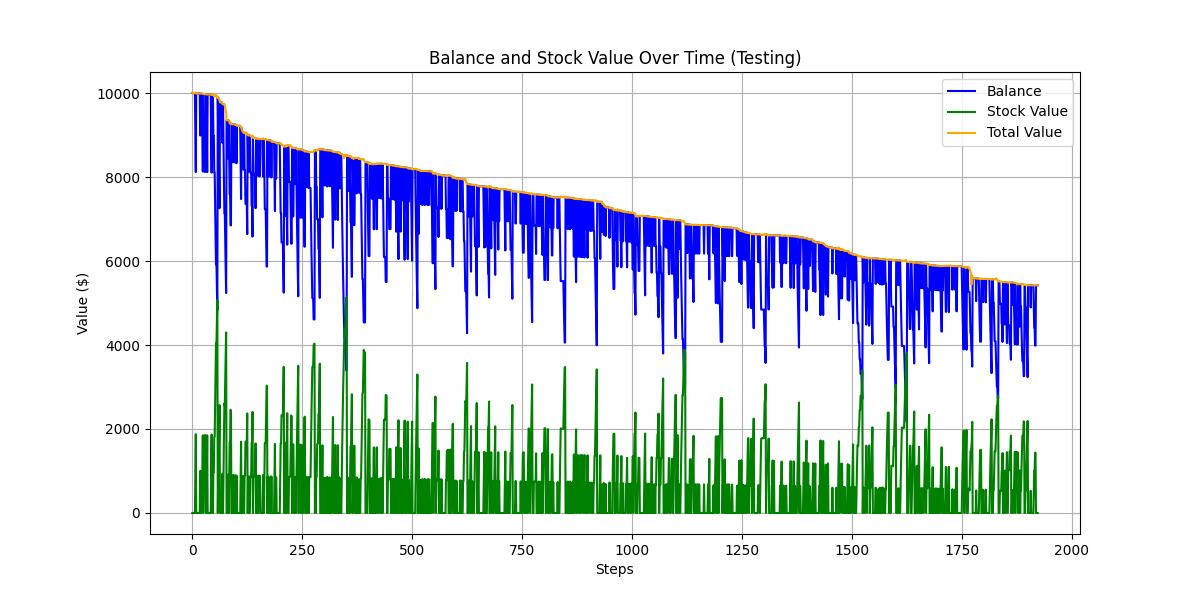 Balance and Stock Value Over Time (Testing)
Balance
Stock Value
Total Value
Value ($)
10000
8000
6000
4000
2000
0
0 250 500 750 1000 1250 1500 1750 2000
Steps